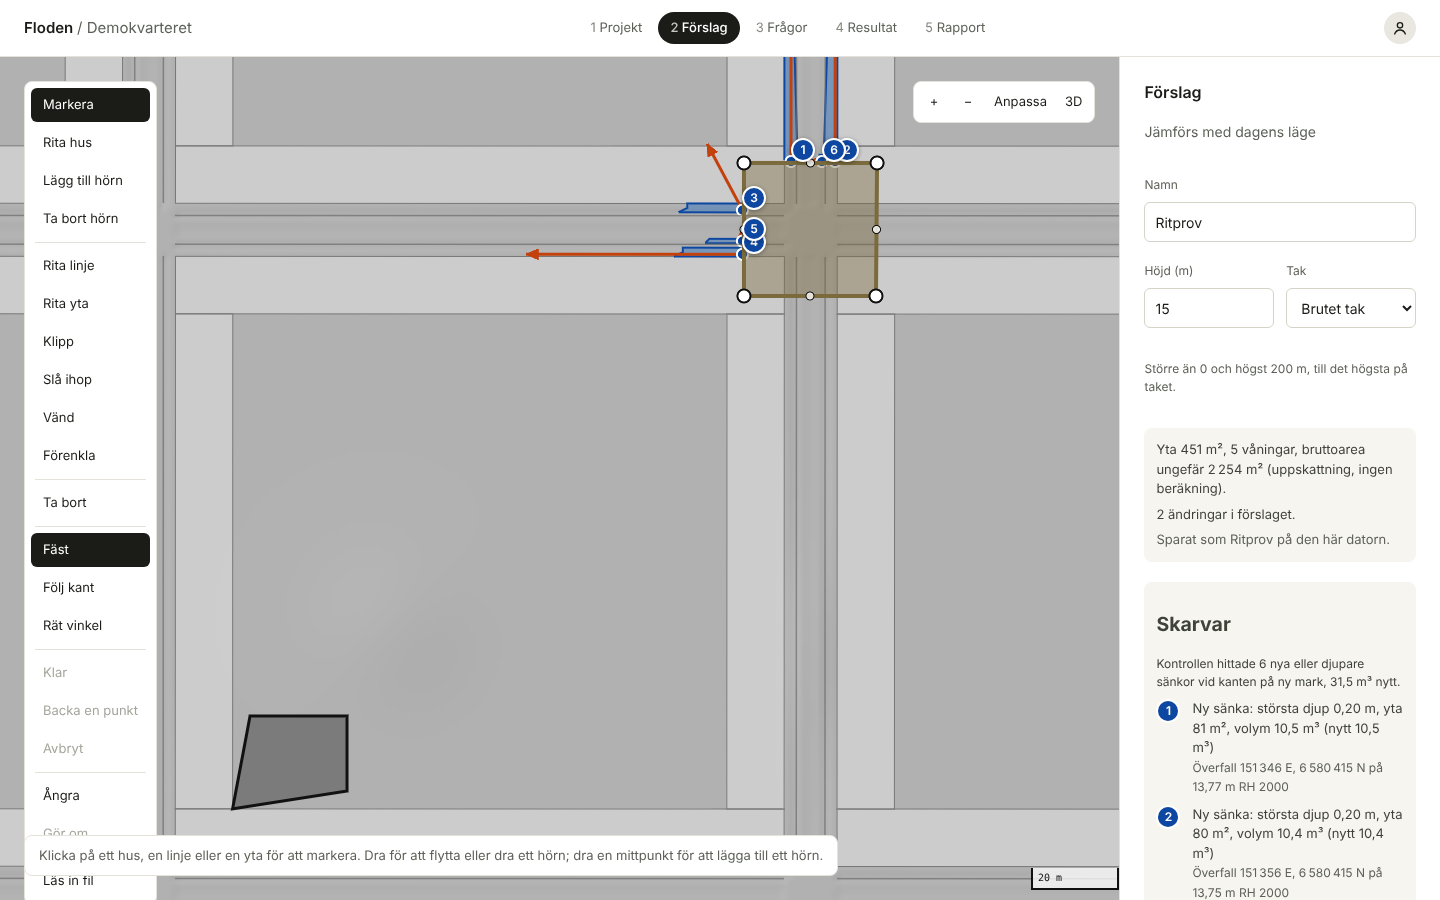 Floden / Demokvarteret
1 Projekt
2 Förslag
3 Frågor
4 Resultat
5 Rapport
Markera
Rita hus
Lägg till hörn
Ta bort hörn
Rita linje
Rita yta
Klipp
Slå ihop
Vänd
Förenkla
Ta bort
Fäst
Följ kant
Rät vinkel
Klar
Backa en punkt
Avbryt
Ångra
Gör om
Läs in fil
+ − Anpassa 3D
1
6
2
3
5
4
Klicka på ett hus, en linje eller en yta för att markera. Dra för att flytta eller dra ett hörn; dra en mittpunkt för att lägga till ett hörn.
20 m
Förslag
Jämförs med dagens läge
Namn
Ritprov
Höjd (m)
Tak
15
Brutet tak
Större än 0 och högst 200 m, till det högsta på
taket.
Yta 451 m², 5 våningar, bruttoarea
ungefär 2 254 m² (uppskattning, ingen
beräkning).
2 ändringar i förslaget.
Sparat som Ritprov på den här datorn.
Skarvar
Kontrollen hittade 6 nya eller djupare
sänkor vid kanten på ny mark, 31,5 m³ nytt.
1
Ny sänka: största djup 0,20 m, yta
81 m², volym 10,5 m³ (nytt 10,5
m³)
Överfall 151 346 E, 6 580 415 N på
13,77 m RH 2000
2
Ny sänka: största djup 0,20 m, yta
80 m², volym 10,4 m³ (nytt 10,4
m³)
Överfall 151 356 E, 6 580 415 N på
13,75 m RH 2000